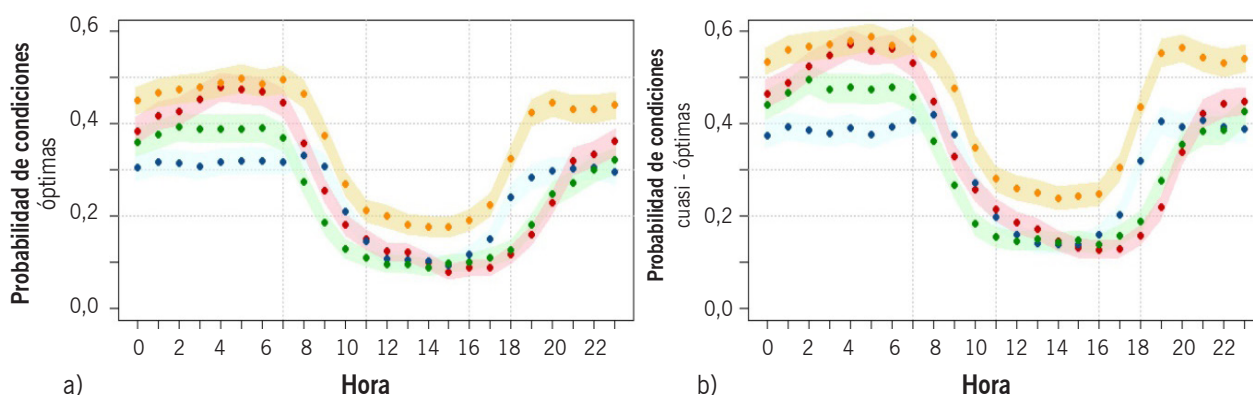 Probabilidad de condiciones
óptimas
0,6
0,4
0,2
0,0
0 2 4 6 8 10 12 14 16 18 20 22
a)
Hora
Probabilidad de condiciones
cuasi - óptimas
0,6
0,4
0,2
0,0
0 2 4 6 8 10 12 14 16 18 20 22
b)
Hora